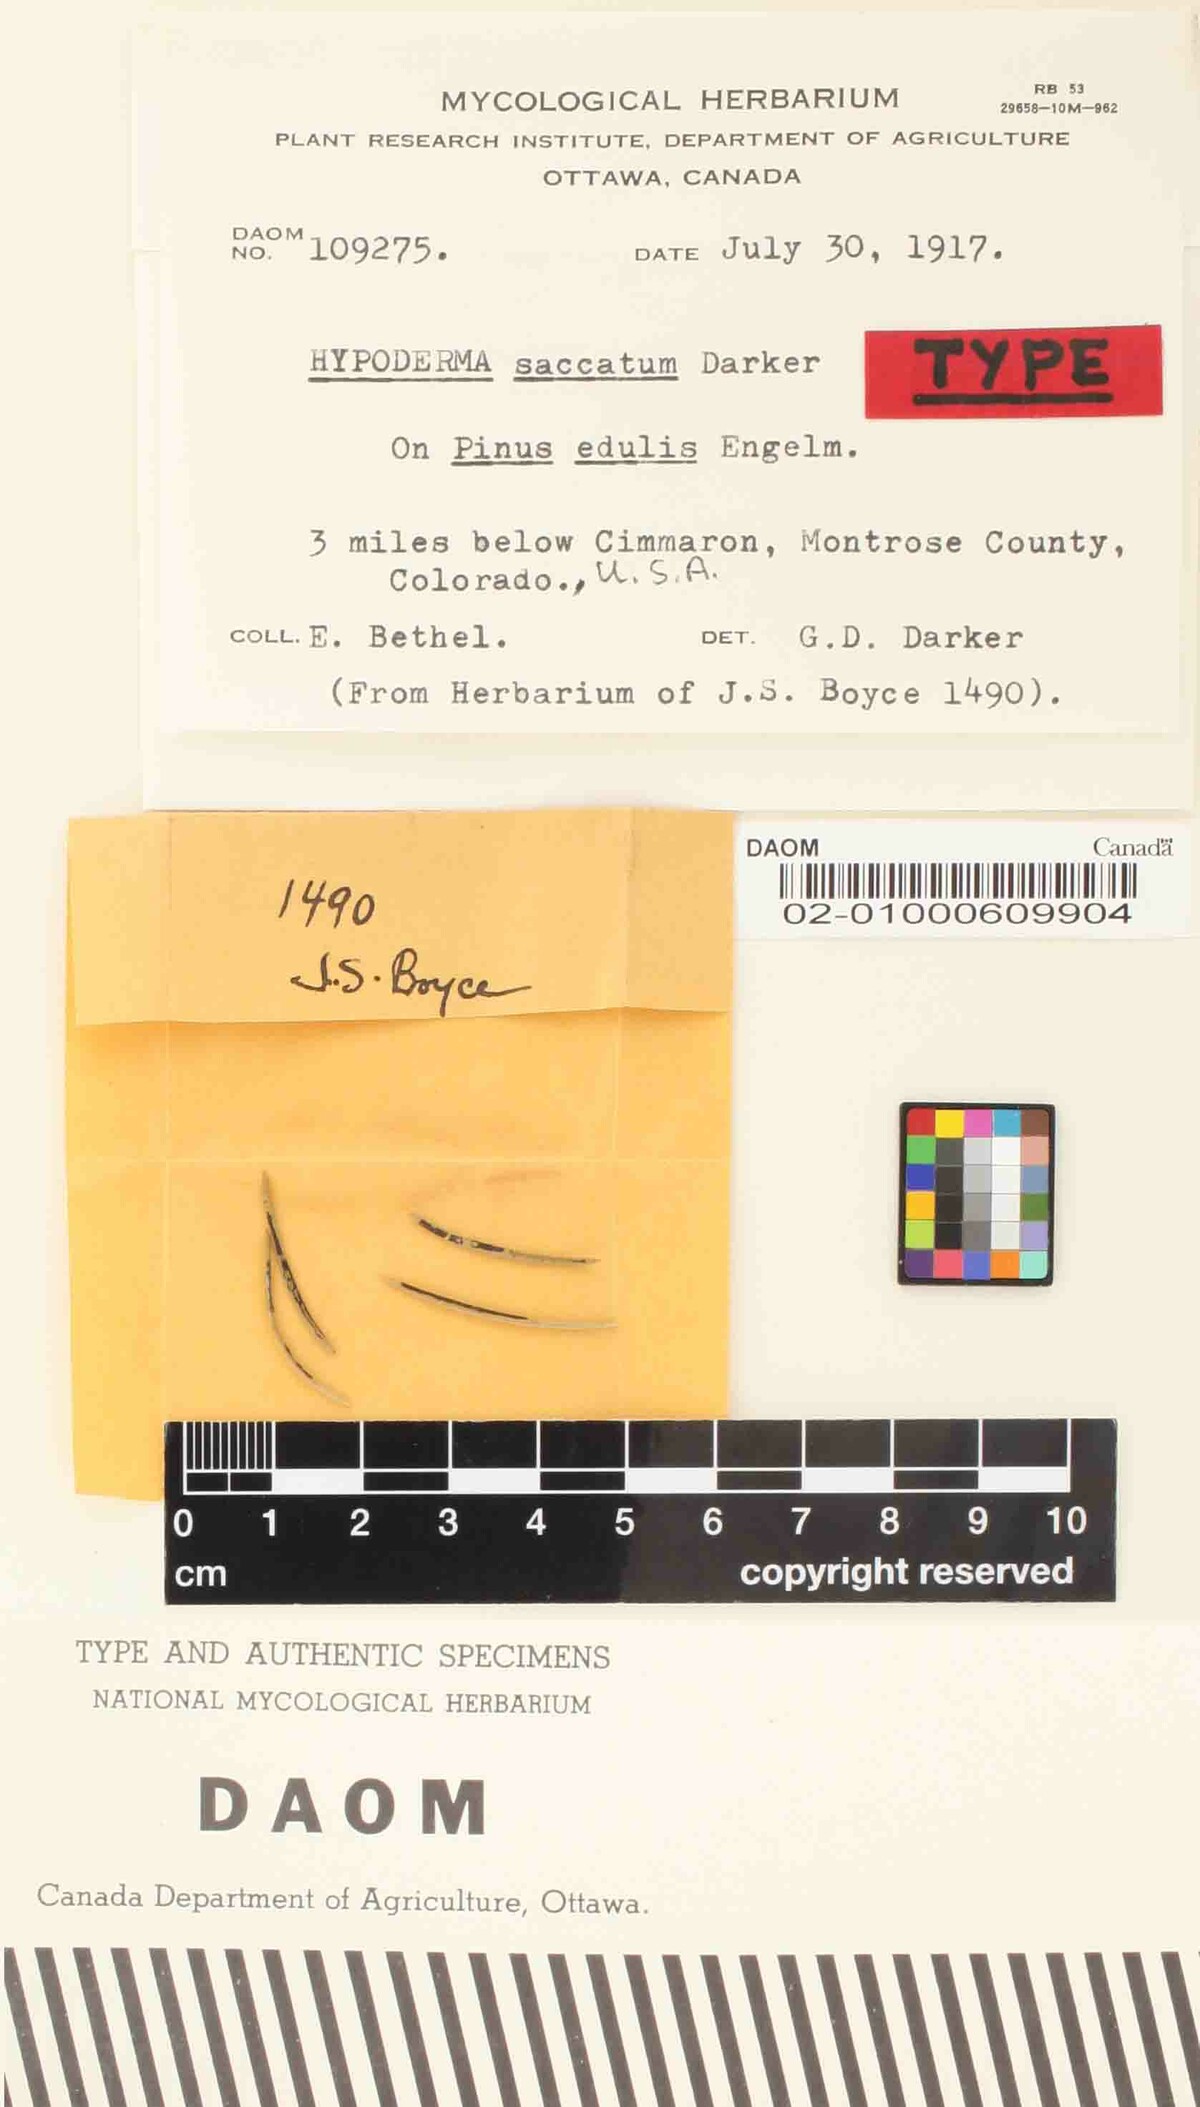 MYCOLOGICAL HERBARIUM
RB 53
29658-10M-962
PLANT RESEARCH INSTITUTE, DEPARTMENT OF AGRICULTURE
OTTAWA, CANADA
DAOM NO. 109275. DATE July 30, 1917.
HYPODERMA saccatum Darker
TYPE
On Pinus edulis Engelm.
3 miles below Cimmaron, Montrose County,
Colorado., U.S.A.
COLL. E. Bethel. DET. G.D. Darker
(From Herbarium of J.S. Boyce 1490).
1490
J.S. Boyce
DAOM Canada
02-01000609904
0 1 2 3 4 5 6 7 8 9 10
cm copyright reserved
TYPE AND AUTHENTIC SPECIMENS
NATIONAL MYCOLOGICAL HERBARIUM
DAOM
Canada Department of Agriculture, Ottawa.